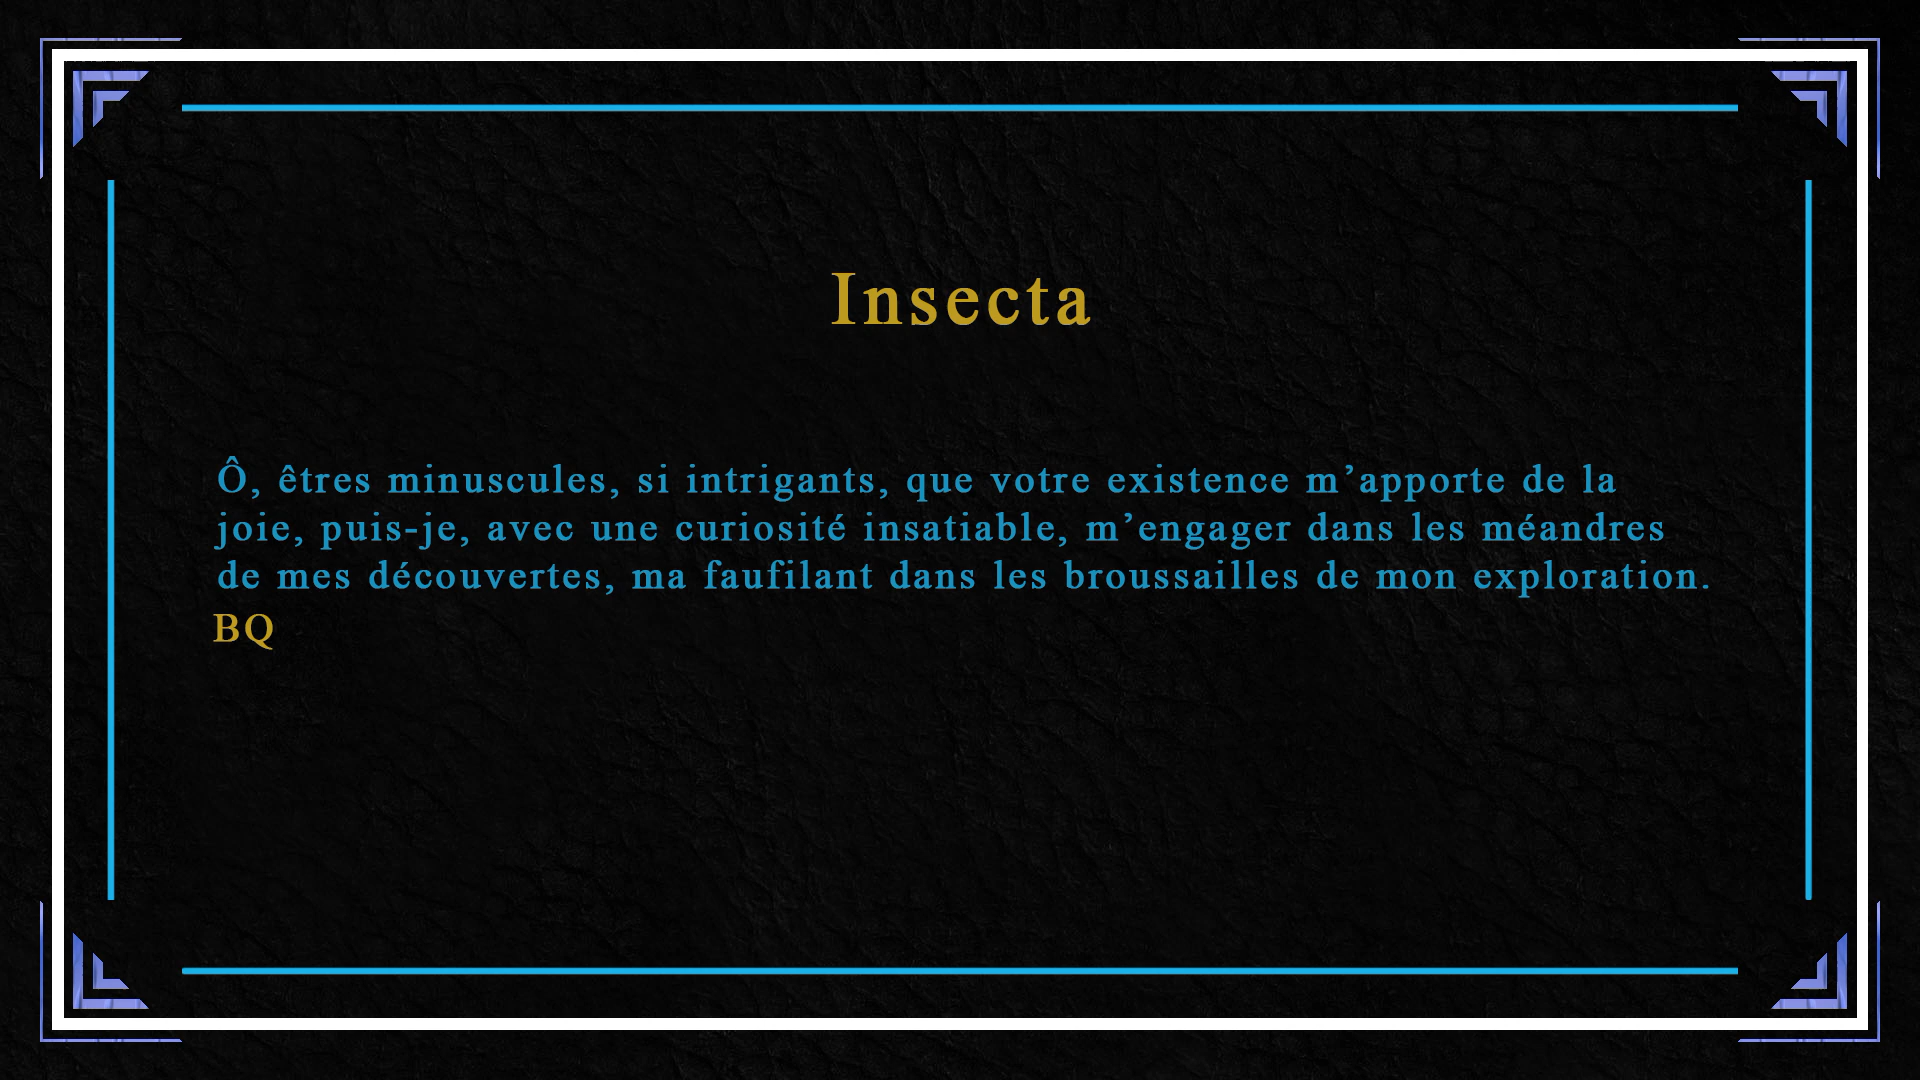 Insecta
Ô, êtres minuscules, si intrigants, que votre existence m’apporte de la
joie, puis-je, avec une curiosité insatiable, m’engager dans les méandres
de mes découvertes, ma faufilant dans les broussailles de mon exploration.
BQ